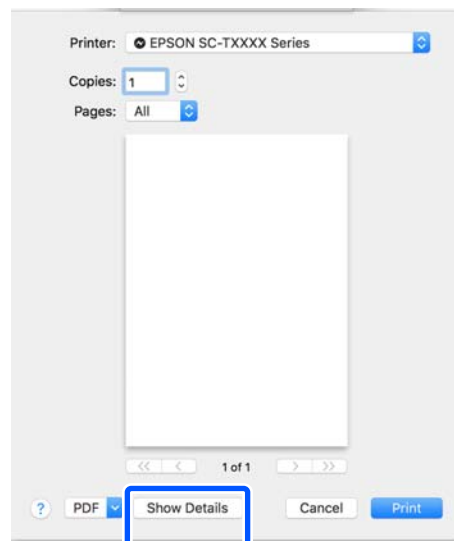 Printer: EPSON SC-TXXXX Series
Copies: 1
Pages: All
<< < 1 of 1 > >>
? PDF Show Details Cancel Print